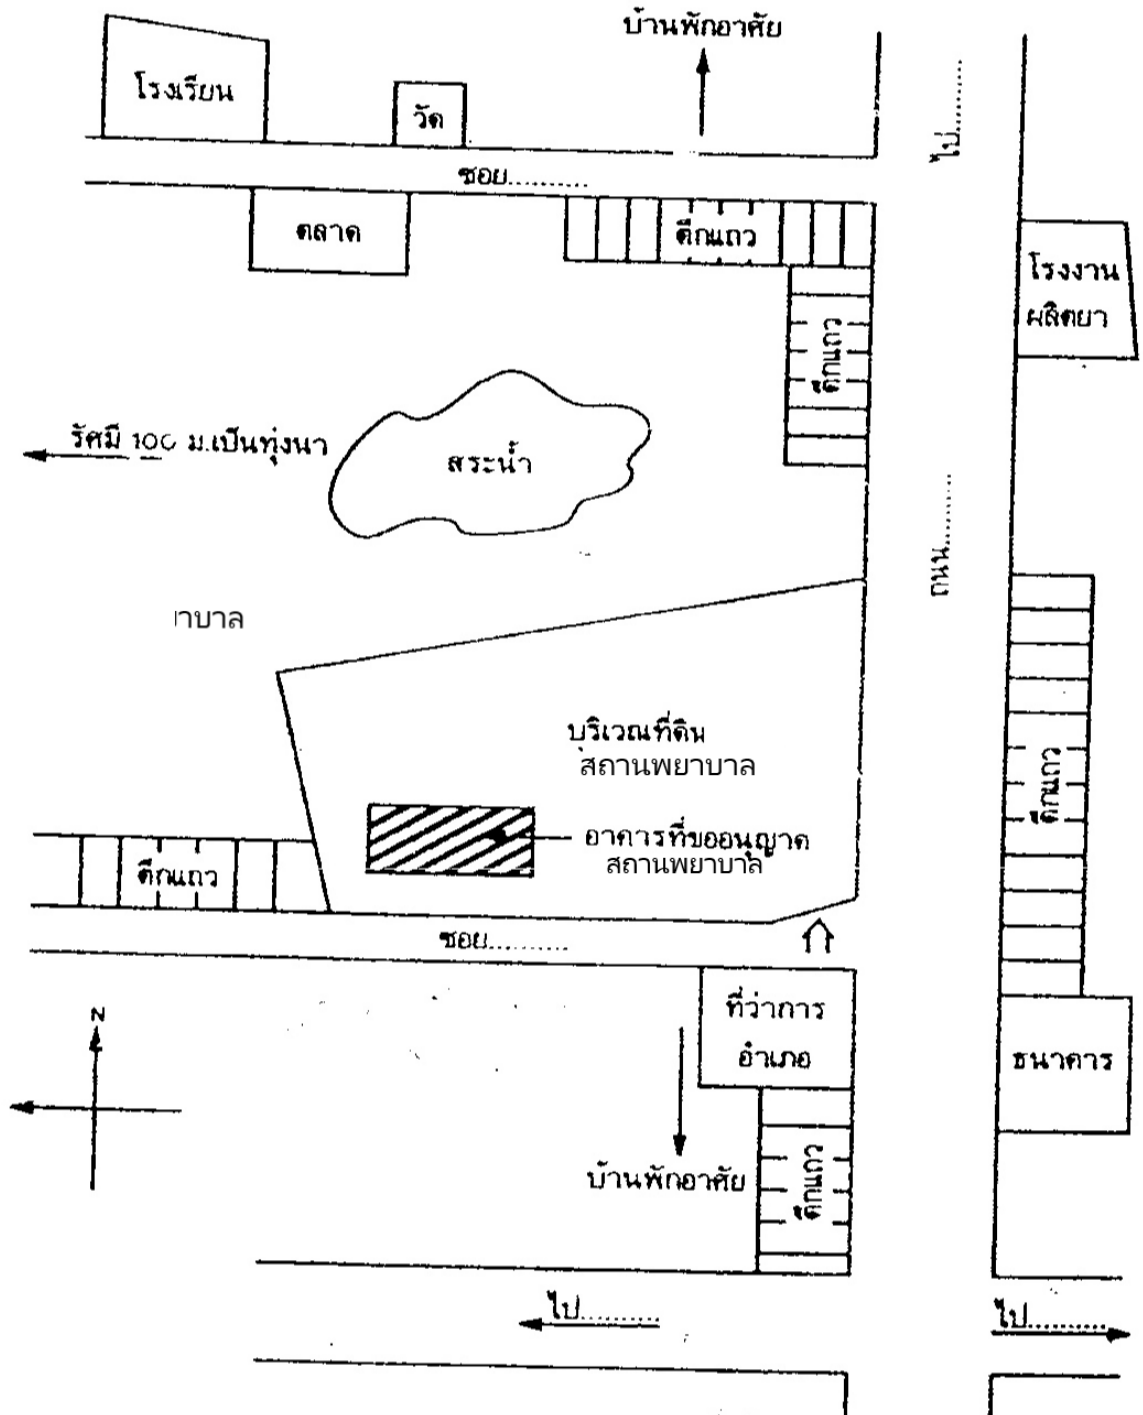 บ้านพักอาศัย
โรงเรียน
วัด
ไป..........
ซอย..........
ตลาด
ตึกแถว
โรงงาน
ผลิตยา
ตึกแถว
รัศมี 100 ม.เป็นทุ่งนา
สระน้ำ
ถนน..........
าบาล
บริเวณที่ดิน
สถานพยาบาล
ตึกแถว
อาคารที่ขออนุญาต
สถานพยาบาล
ตึกแถว
ซอย..........
ที่ว่าการ
อำเภอ
N
ธนาคาร
บ้านพักอาศัย
ตึกแถว
ไป..........
ไป..........